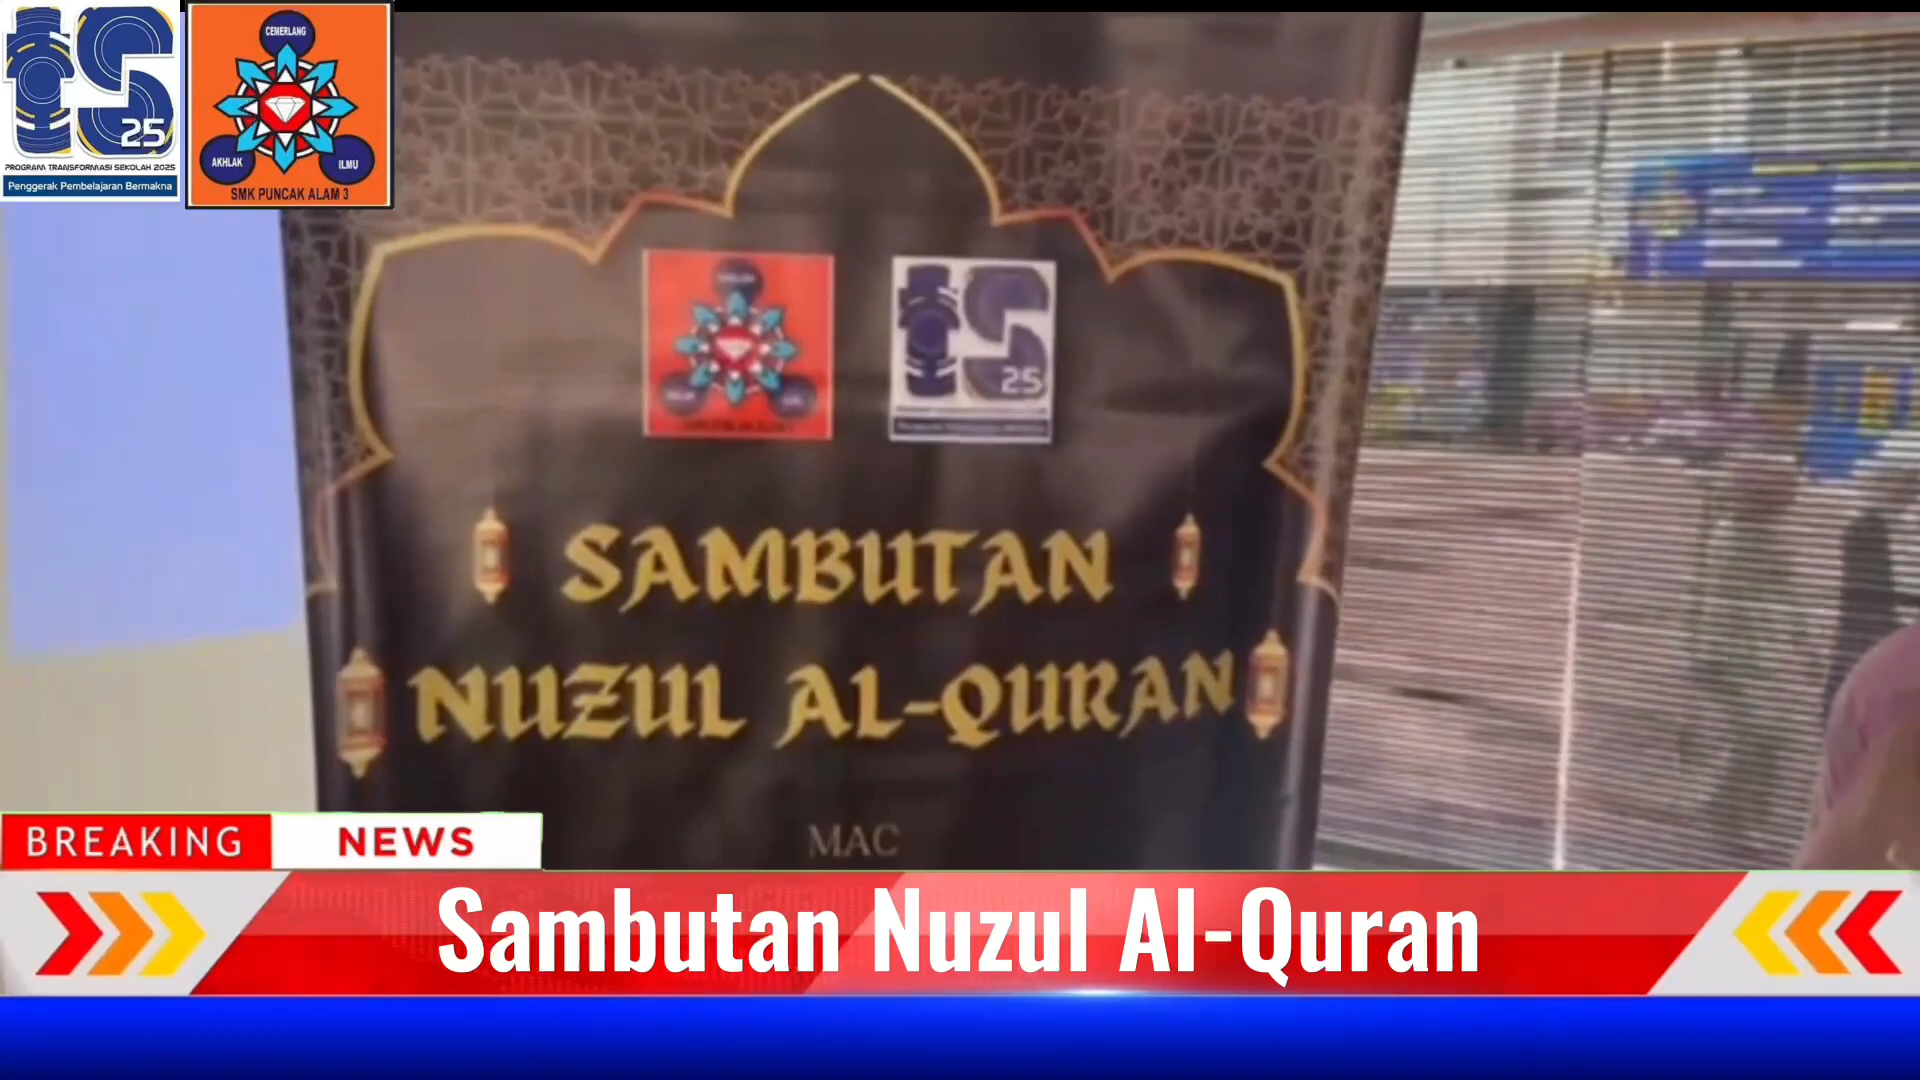 25
PROGRAM TRANSFORMASI SEKOLAH 2025
Penggerak Pembelajaran Bermakna
CEMERLANG
AKHLAK
ILMU
SMK PUNCAK ALAM 3
25
SAMBUTAN
NUZUL AL-QURAN
MAC
BREAKING NEWS
Sambutan Nuzul Al-Quran